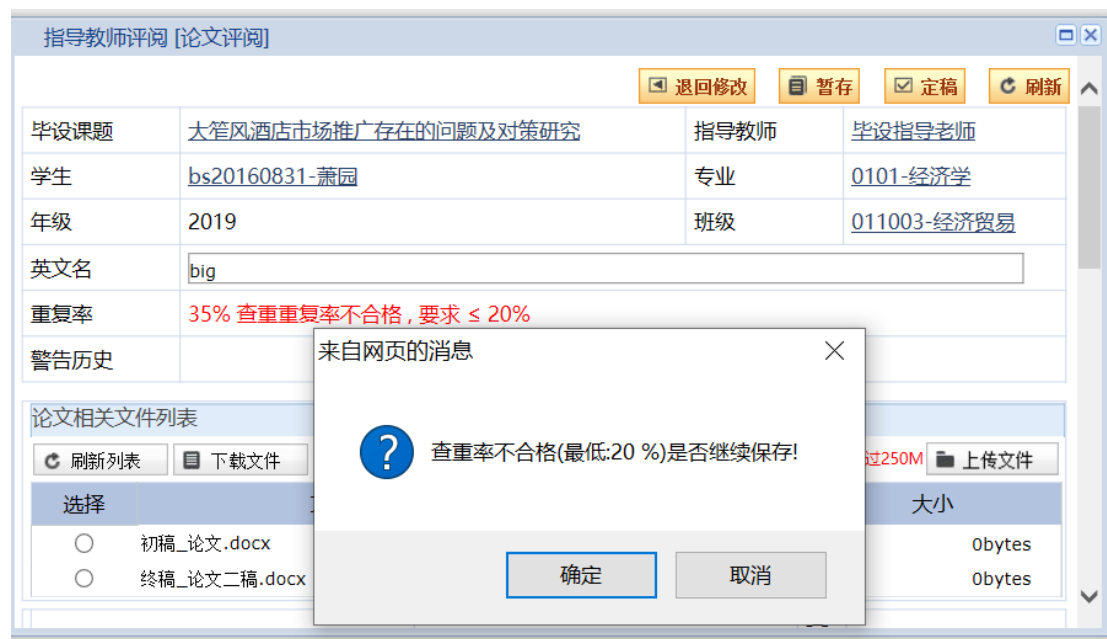 指导教师评阅 [论文评阅]
退回修改 暂存 定稿 刷新
毕设课题 大笮风酒店市场推广存在的问题及对策研究 指导教师 毕设指导老师
学生 bs20160831-萧园 专业 0101-经济学
年级 2019 班级 011003-经济贸易
英文名 big
重复率 35% 查重重复率不合格，要求 ≤ 20%
警告历史
来自网页的消息
查重率不合格(最低:20 %)是否继续保存!
确定 取消
论文相关文件列表
刷新列表 下载文件 过250M 上传文件
选择 大小
初稿_论文.docx 0bytes
终稿_论文二稿.docx 0bytes